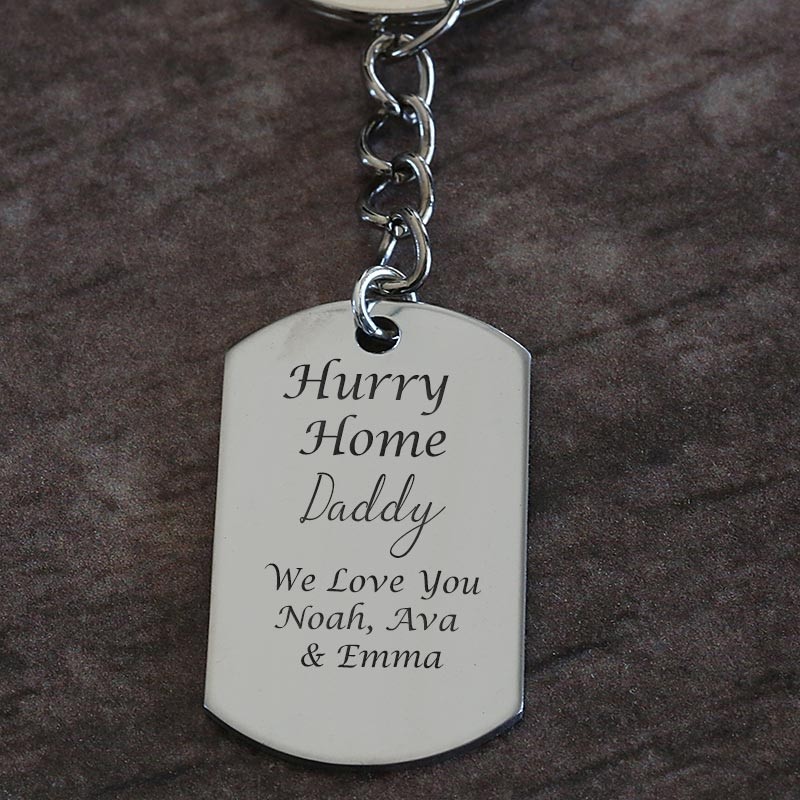 Hurry
Home
Daddy
We Love You
Noah, Ava
& Emma